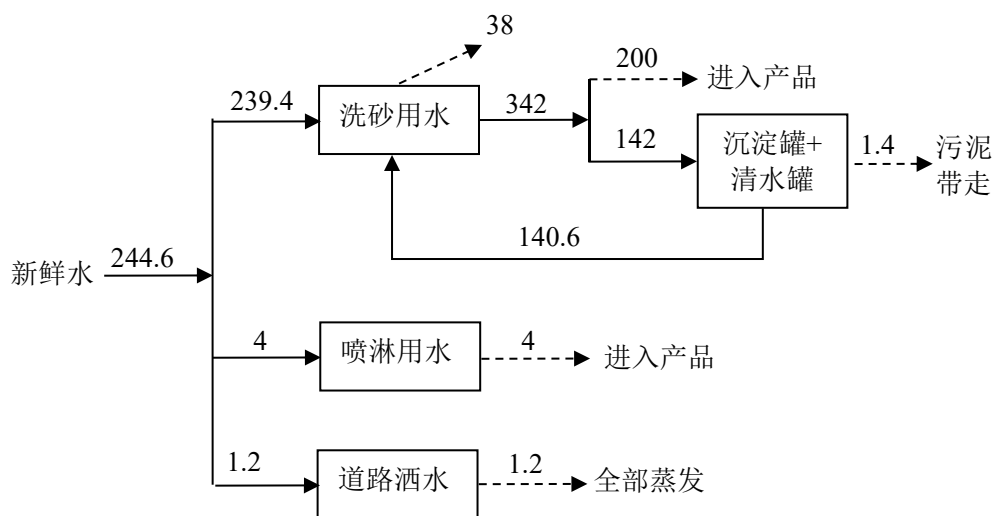 38
200
进入产品
239.4
洗砂用水
342
142
沉淀罐+
清水罐
1.4
污泥
带走
140.6
新鲜水
244.6
4
喷淋用水
4
进入产品
1.2
道路洒水
1.2
全部蒸发